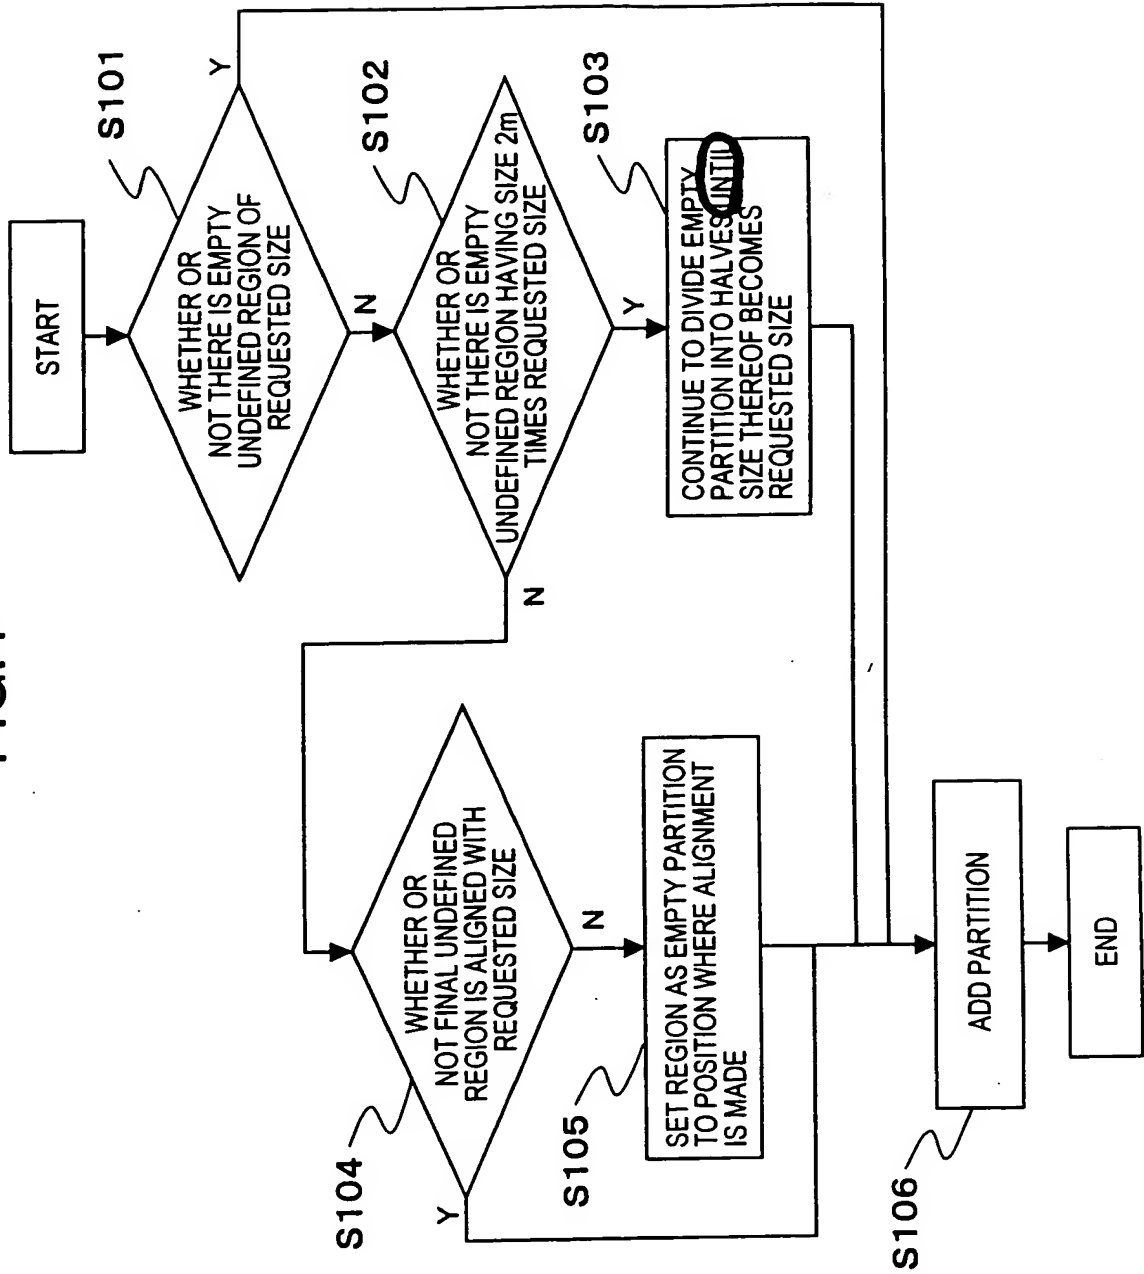 START
S101
WHETHER OR
NOT THERE IS EMPTY
UNDEFINED REGION OF
REQUESTED SIZE
Y
N
S102
WHETHER OR
NOT THERE IS EMPTY
UNDEFINED REGION HAVING SIZE 2m
TIMES REQUESTED SIZE
N
Y
S103
CONTINUE TO DIVIDE EMPTY
PARTITION INTO HALVES UNTIL
SIZE THEREOF BECOMES
REQUESTED SIZE
S104
WHETHER OR
NOT FINAL UNDEFINED
REGION IS ALIGNED WITH
REQUESTED SIZE
Y
N
S105
SET REGION AS EMPTY PARTITION
TO POSITION WHERE ALIGNMENT
IS MADE
S106
ADD PARTITION
END